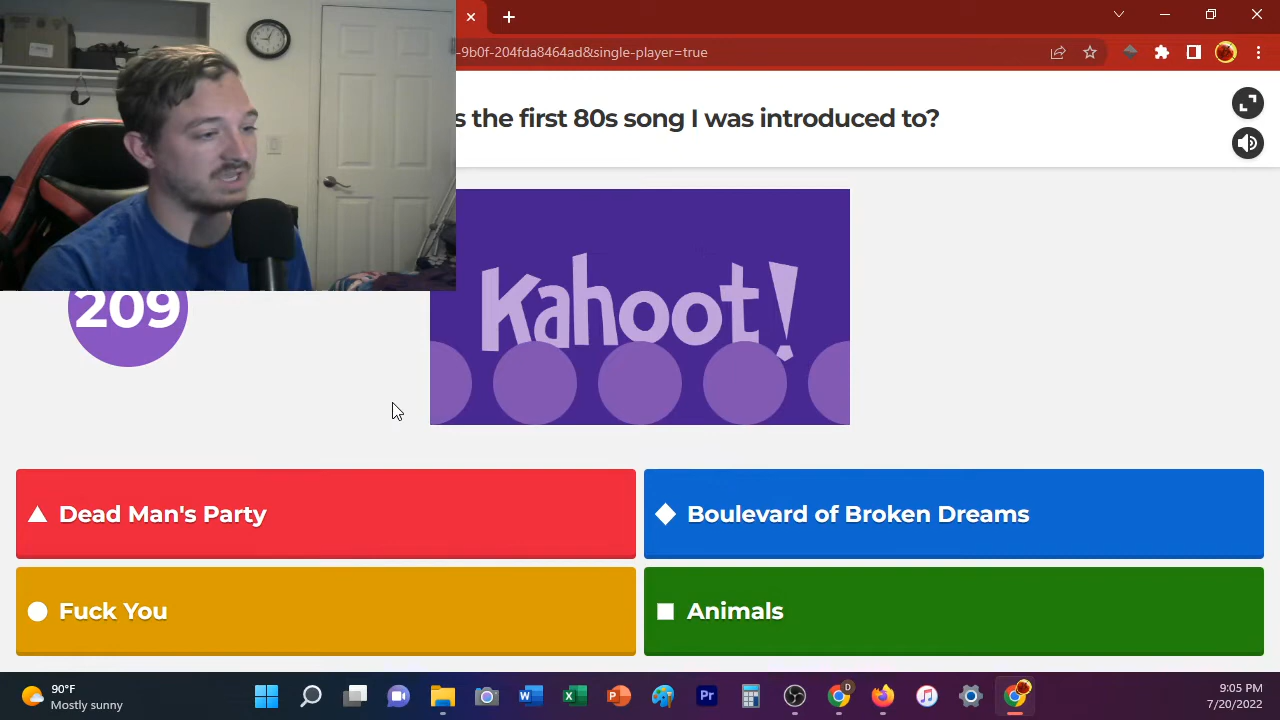 -9b0f-204fda8464ad&single-player=true
s the first 80s song I was introduced to?
209
Kahoot!
Dead Man's Party
Boulevard of Broken Dreams
Fuck You
Animals
90°F
Mostly sunny
9:05 PM
7/20/2022